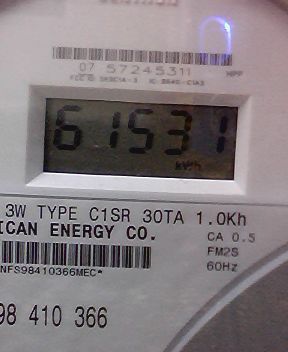 07 57245311 HPP
61531
kWh
3W TYPE C1SR 30TA 1.0Kh
ICAN ENERGY CO. CA 0.5
FM2S
NFS98410366MEC* 60Hz
98 410 366